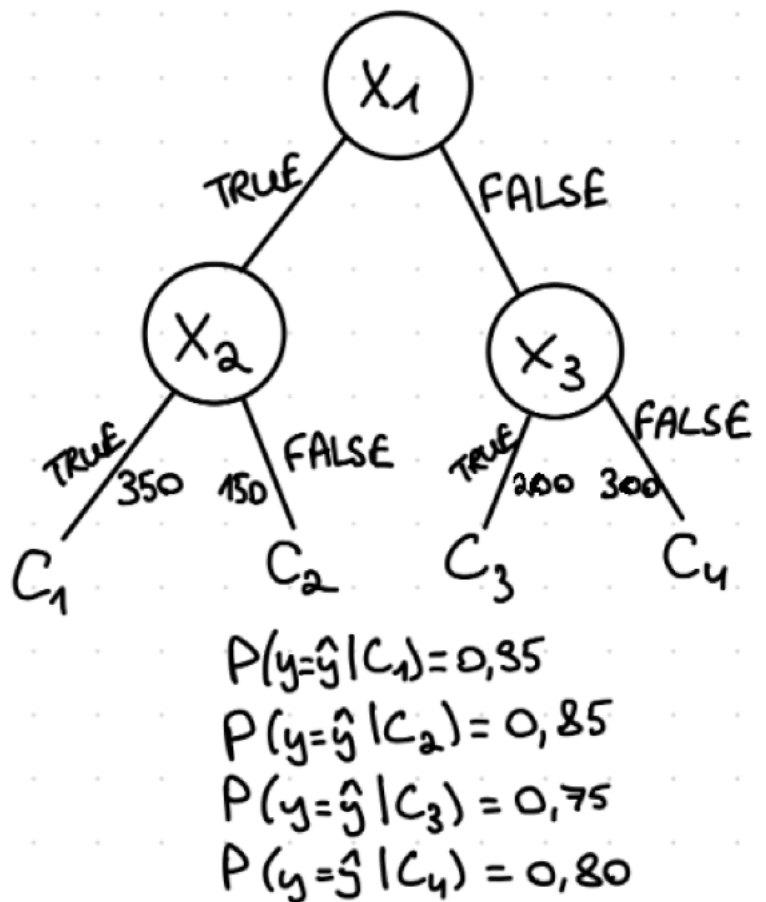 X₁
TRUE FALSE
X₂ X₃
TRUE FALSE TRUE FALSE
350 150 200 300
C₁ C₂ C₃ C₄
P(y=ŷ|C₁)=0,95
P(y=ŷ|C₂)=0,85
P(y=ŷ|C₃)=0,75
P(y=ŷ|C₄)=0,80